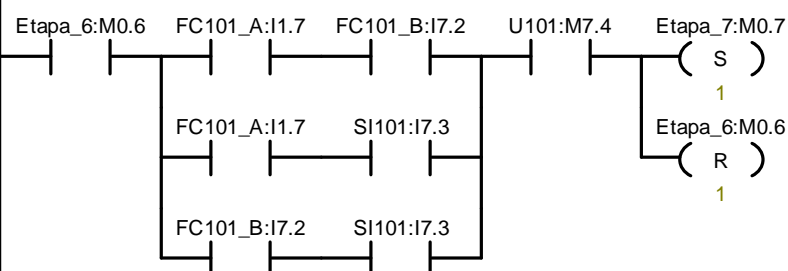 Etapa_6:M0.6 FC101_A:I1.7 FC101_B:I7.2 U101:M7.4 Etapa_7:M0.7
S
1
FC101_A:I1.7 SI101:I7.3 Etapa_6:M0.6
R
1
FC101_B:I7.2 SI101:I7.3